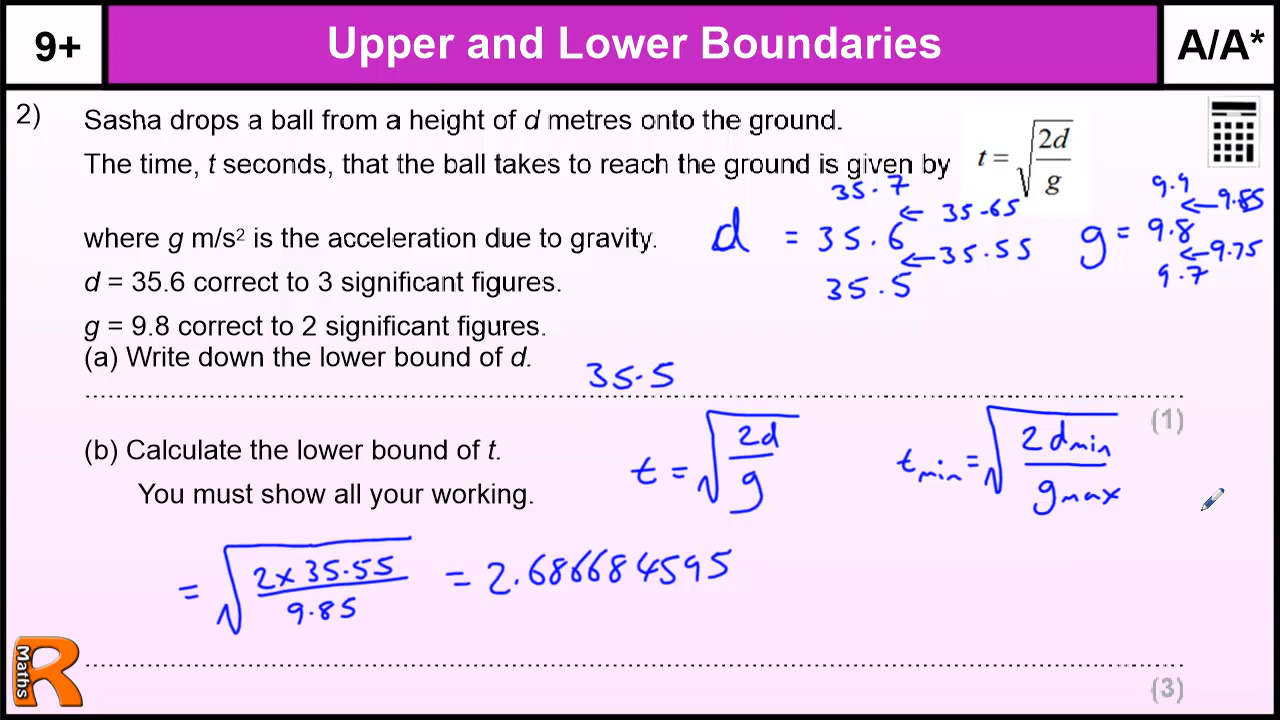 9+
Upper and Lower Boundaries
A/A*
2)
Sasha drops a ball from a height of d metres onto the ground.
The time, t seconds, that the ball takes to reach the ground is given by
t = √(2d/g)
where g m/s² is the acceleration due to gravity.
d = 35.6 correct to 3 significant figures.
g = 9.8 correct to 2 significant figures.
35.7
← 35.65
d = 35.6
← 35.55
35.5
9.9
← 9.85
g = 9.8
← 9.75
9.7
(a) Write down the lower bound of d.
35.5
(1)
(b) Calculate the lower bound of t.
You must show all your working.
t = √(2d/g)
t min = √(2 d min/g max)
= √(2 x 35.55/9.85) = 2.686684595
(3)
R Maths